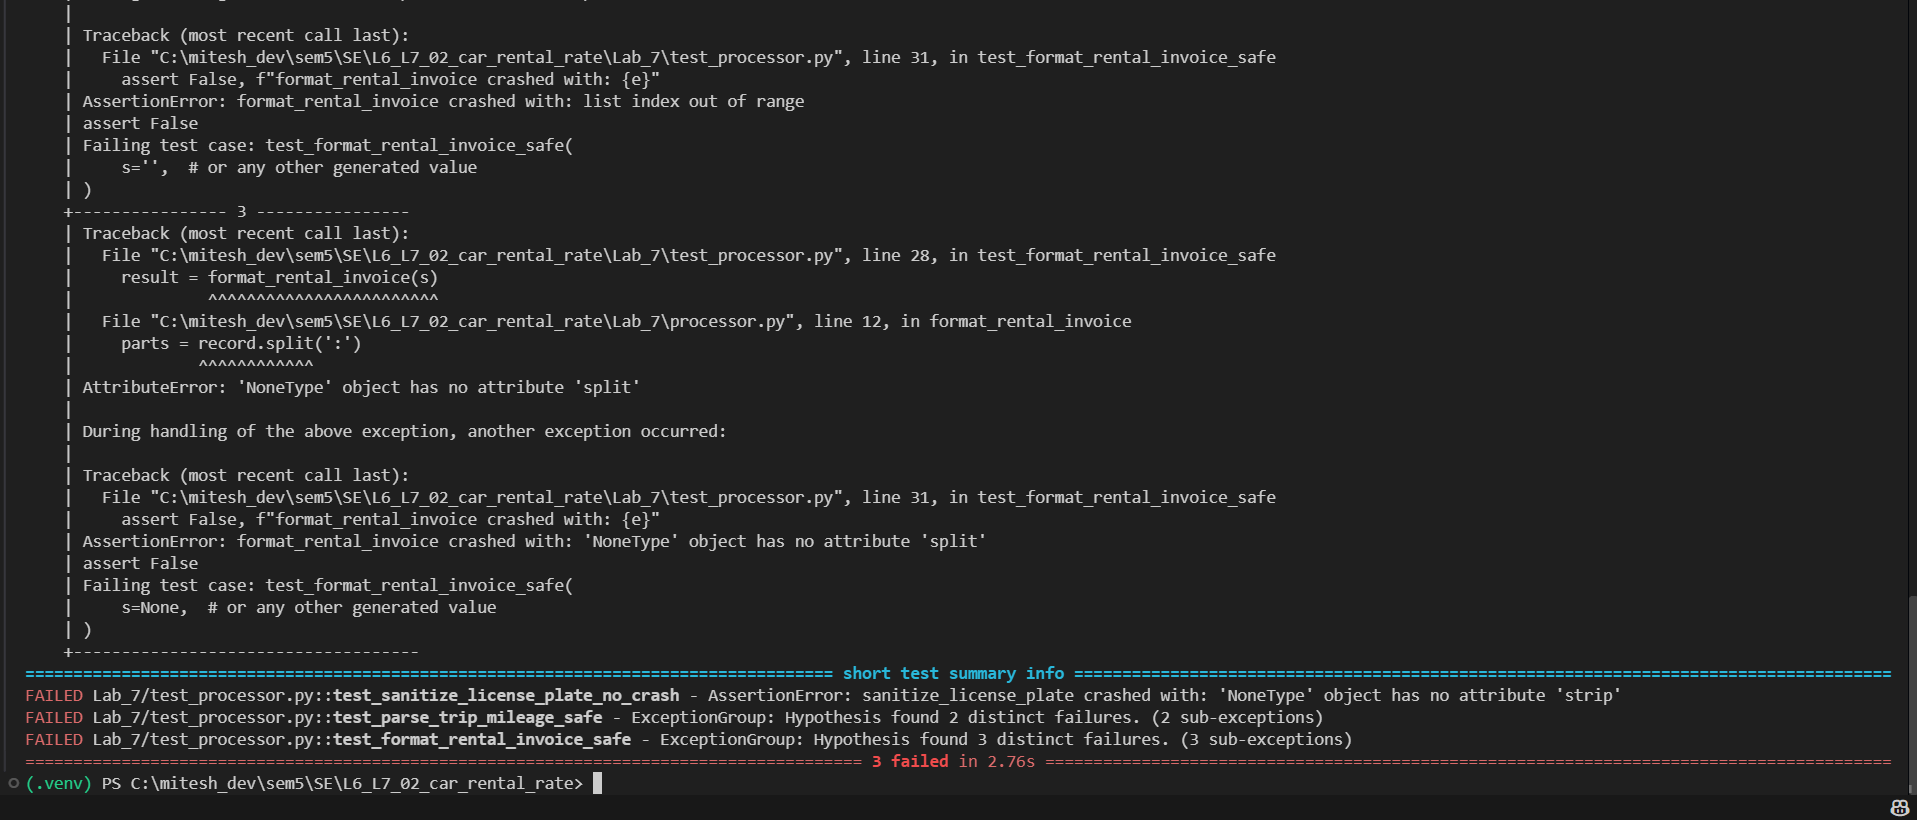 |
| Traceback (most recent call last):
|   File "C:\mitesh_dev\sem5\SE\L6_L7_02_car_rental_rate\Lab_7\test_processor.py", line 31, in test_format_rental_invoice_safe
|     assert False, f"format_rental_invoice crashed with: {e}"
| AssertionError: format_rental_invoice crashed with: list index out of range
| assert False
| Failing test case: test_format_rental_invoice_safe(
|     s='',  # or any other generated value
| )
+---------------- 3 ----------------
| Traceback (most recent call last):
|   File "C:\mitesh_dev\sem5\SE\L6_L7_02_car_rental_rate\Lab_7\test_processor.py", line 28, in test_format_rental_invoice_safe
|     result = format_rental_invoice(s)
|              ^^^^^^^^^^^^^^^^^^^^^^^^
|   File "C:\mitesh_dev\sem5\SE\L6_L7_02_car_rental_rate\Lab_7\processor.py", line 12, in format_rental_invoice
|     parts = record.split(':')
|             ^^^^^^^^^^^^
| AttributeError: 'NoneType' object has no attribute 'split'
|
| During handling of the above exception, another exception occurred:
|
| Traceback (most recent call last):
|   File "C:\mitesh_dev\sem5\SE\L6_L7_02_car_rental_rate\Lab_7\test_processor.py", line 31, in test_format_rental_invoice_safe
|     assert False, f"format_rental_invoice crashed with: {e}"
| AssertionError: format_rental_invoice crashed with: 'NoneType' object has no attribute 'split'
| assert False
| Failing test case: test_format_rental_invoice_safe(
|     s=None,  # or any other generated value
| )
+------------------------------------
==================== short test summary info ====================
FAILED Lab_7/test_processor.py::test_sanitize_license_plate_no_crash - AssertionError: sanitize_license_plate crashed with: 'NoneType' object has no attribute 'strip'
FAILED Lab_7/test_processor.py::test_parse_trip_mileage_safe - ExceptionGroup: Hypothesis found 2 distinct failures. (2 sub-exceptions)
FAILED Lab_7/test_processor.py::test_format_rental_invoice_safe - ExceptionGroup: Hypothesis found 3 distinct failures. (3 sub-exceptions)
==================== 3 failed in 2.76s ====================
(.venv) PS C:\mitesh_dev\sem5\SE\L6_L7_02_car_rental_rate>